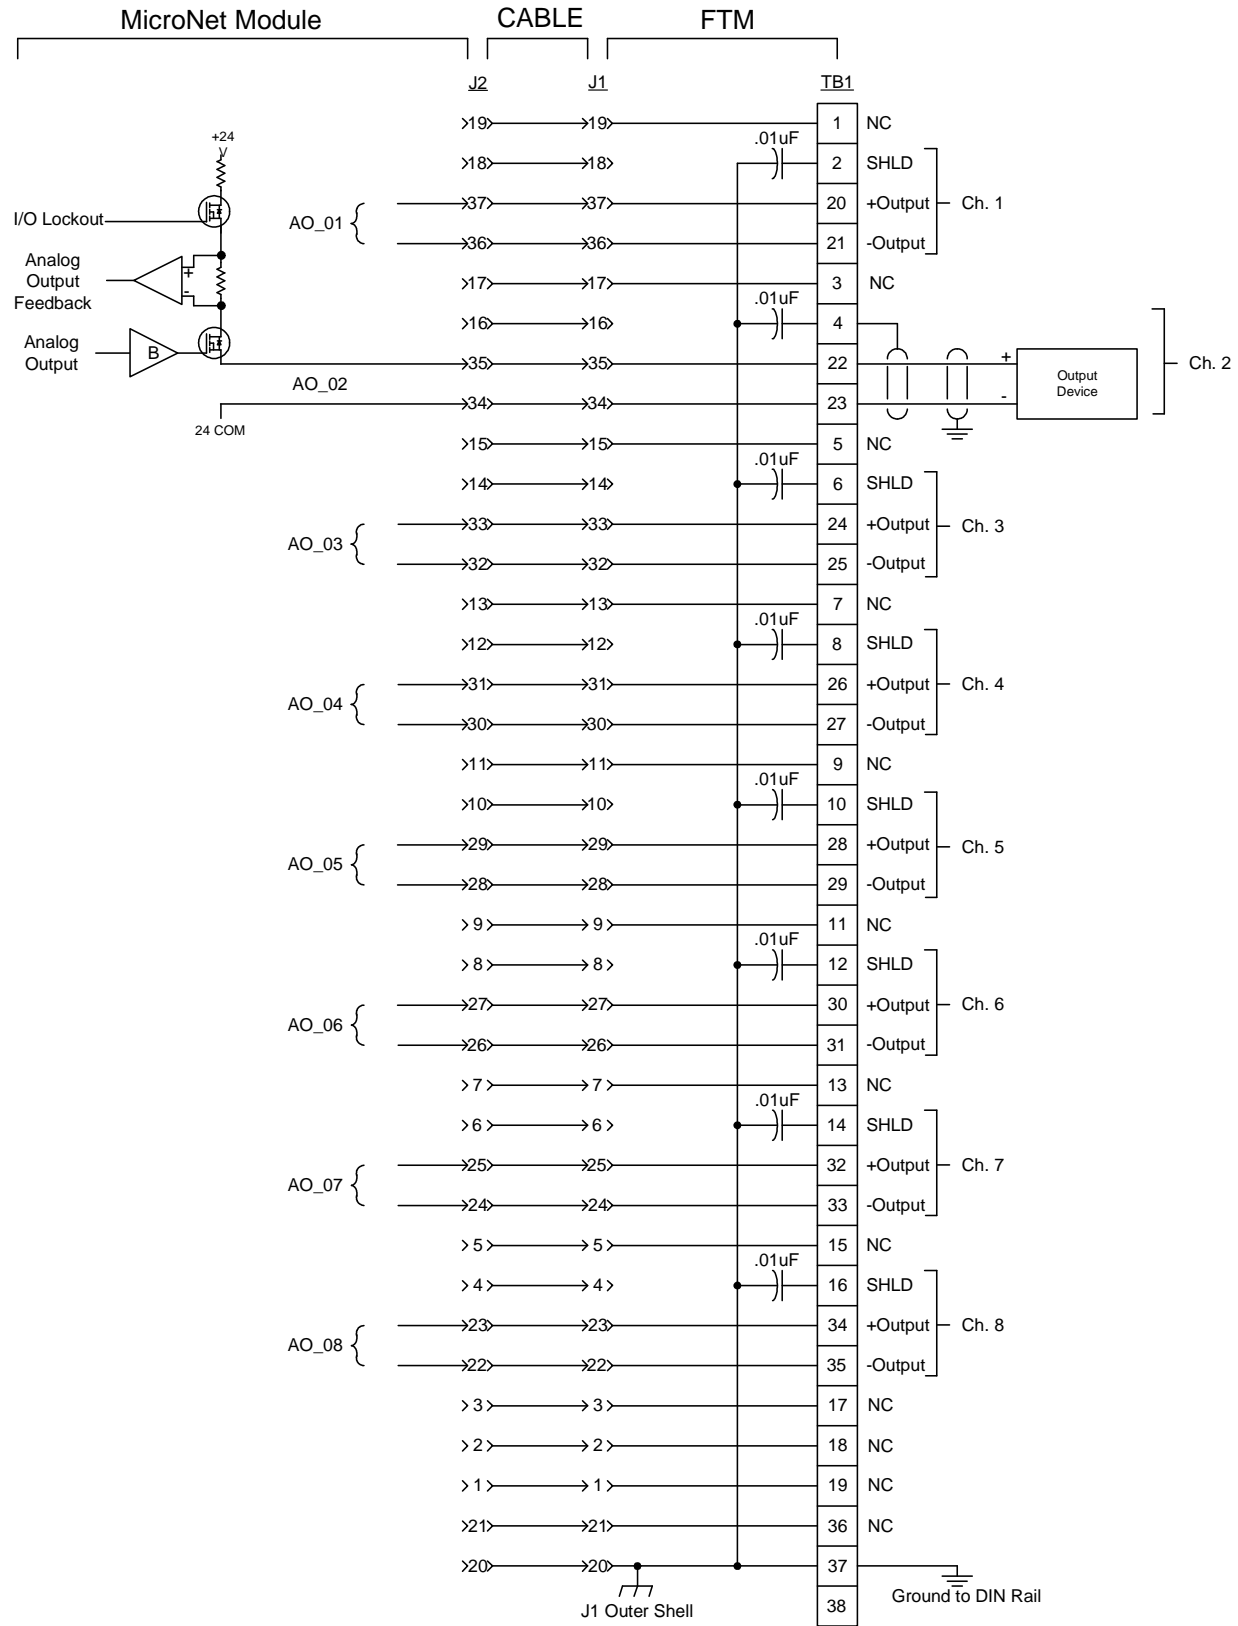 MicroNet Module CABLE FTM
J2 J1 TB1
19 19 1 NC
+24 V .01uF
18 18 2 SHLD
I/O Lockout AO_01 37 37 20 +Output Ch. 1
36 36 21 -Output
Analog Output Feedback + - 17 17 3 NC
.01uF
16 16 4
Analog Output B 35 35 22 + Output Device Ch. 2
AO_02
34 34 23 -
24 COM
15 15 5 NC
.01uF
14 14 6 SHLD
AO_03 33 33 24 +Output Ch. 3
32 32 25 -Output
13 13 7 NC
.01uF
12 12 8 SHLD
AO_04 31 31 26 +Output Ch. 4
30 30 27 -Output
11 11 9 NC
.01uF
10 10 10 SHLD
AO_05 29 29 28 +Output Ch. 5
28 28 29 -Output
9 9 11 NC
.01uF
8 8 12 SHLD
AO_06 27 27 30 +Output Ch. 6
26 26 31 -Output
7 7 13 NC
.01uF
6 6 14 SHLD
AO_07 25 25 32 +Output Ch. 7
24 24 33 -Output
5 5 15 NC
.01uF
4 4 16 SHLD
AO_08 23 23 34 +Output Ch. 8
22 22 35 -Output
3 3 17 NC
2 2 18 NC
1 1 19 NC
21 21 36 NC
20 20 37
J1 Outer Shell 38 Ground to DIN Rail